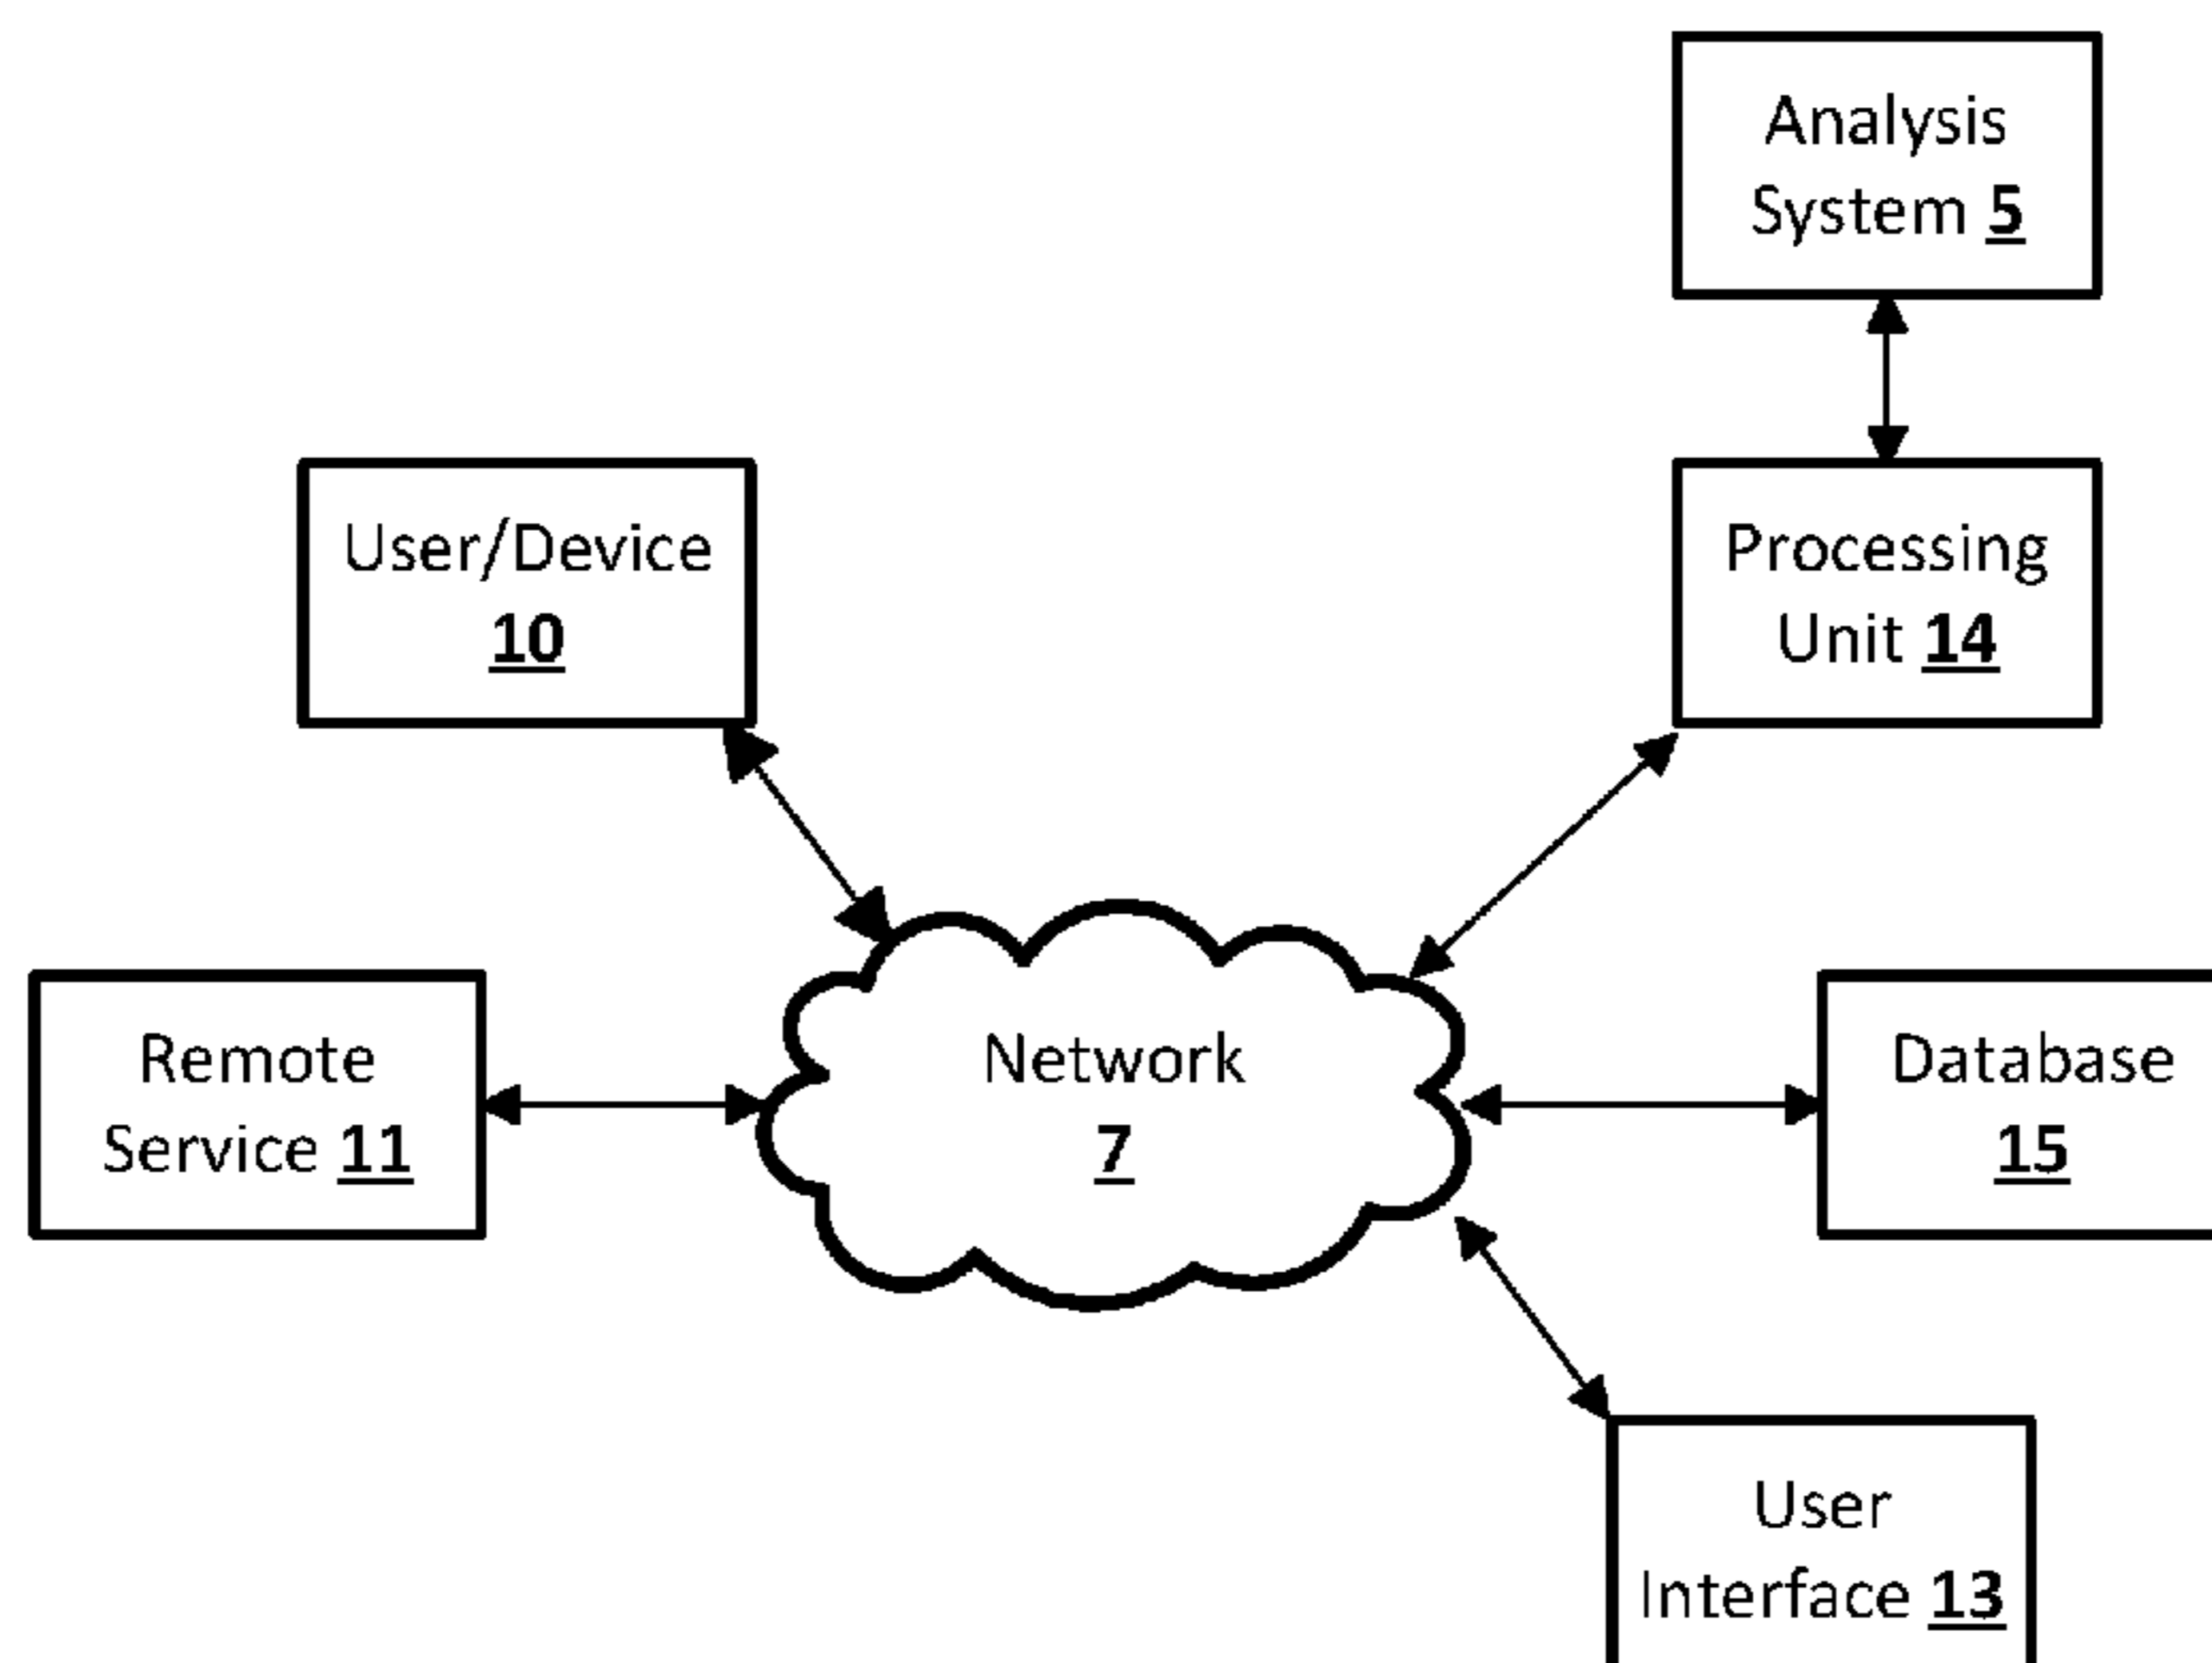 Analysis
System 5
User/Device
10
Processing
Unit 14
Remote
Service 11
Network
7
Database
15
User
Interface 13